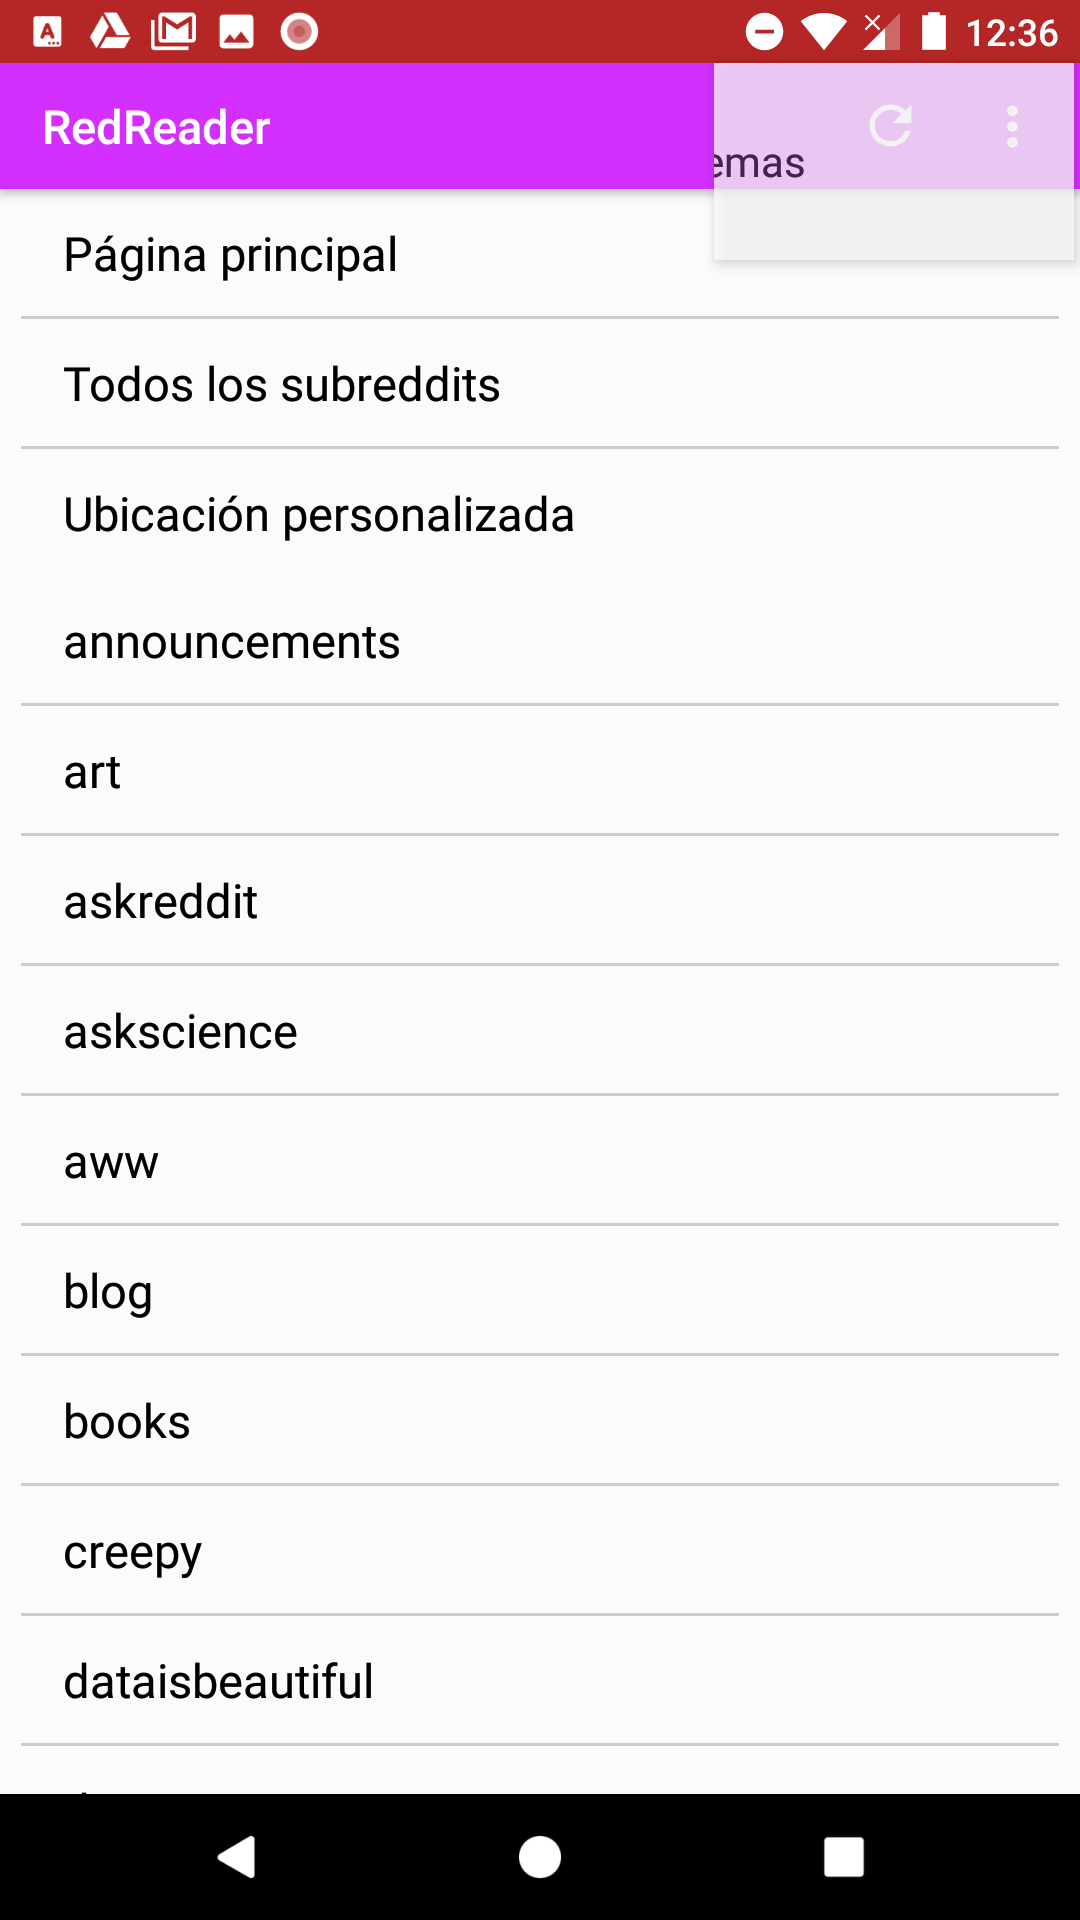 12:36
RedReader
emas
Página principal
Todos los subreddits
Ubicación personalizada
announcements
art
askreddit
askscience
aww
blog
books
creepy
dataisbeautiful